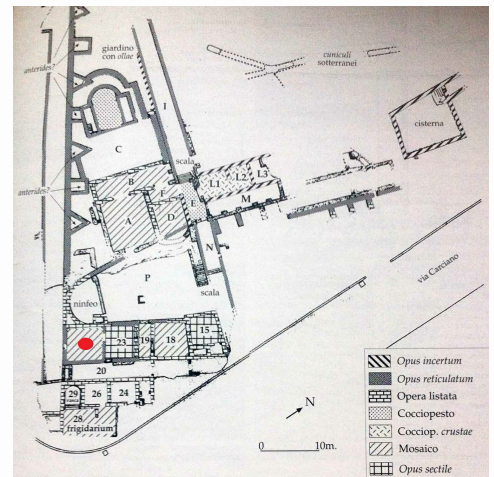 giardino
con ollae
anterides?
cuniculi
sotterranei
cisterna
I
C
scala
B
F
L1
L2
L3
anterides?
E
M
A
D
N
P
via Carciano
ninfeo
scala
23
19
18
15
20
29
26
24
28
frigidarium
N
0 10m.
Opus incertum
Opus reticulatum
Opera listata
Cocciopesto
Cocciop. crustae
Mosaico
Opus sectile